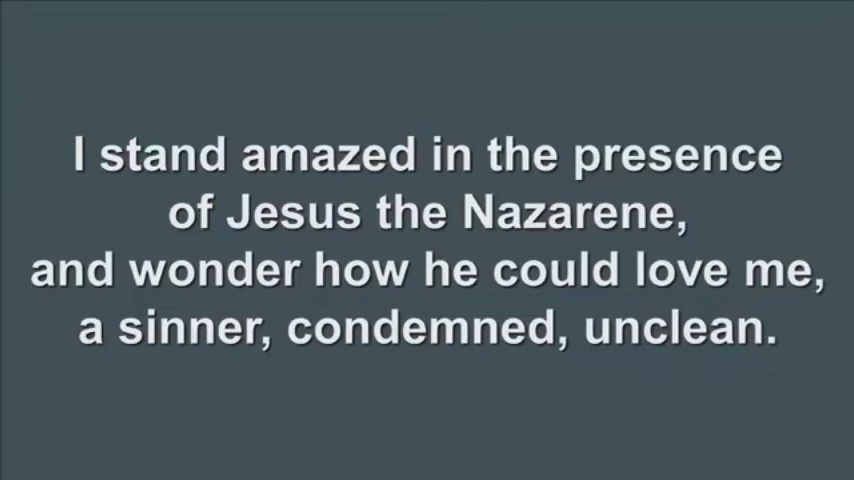 I stand amazed in the presence
of Jesus the Nazarene,
and wonder how he could love me,
a sinner, condemned, unclean.